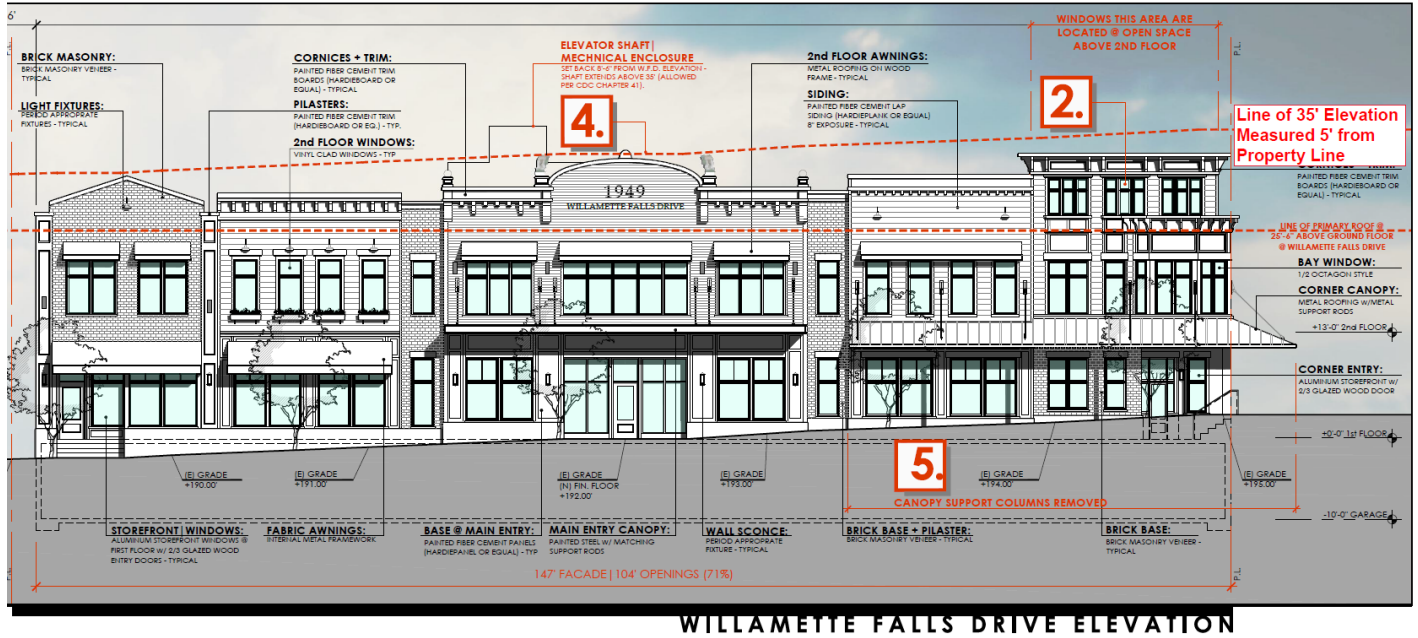 6'
WINDOWS THIS AREA ARE
LOCATED @ OPEN SPACE
ABOVE 2ND FLOOR
P.L.
P.L.
BRICK MASONRY:
BRICK MASONRY VENEER -
TYPICAL
LIGHT FIXTURES:
PERIOD APPROPRATE
FIXTURES - TYPICAL
CORNICES + TRIM:
PAINTED FIBER CEMENT TRIM
BOARDS (HARDIEBOARD OR
EQUAL) - TYPICAL
PILASTERS:
PAINTED FIBER CEMENT TRIM
(HARDIEBOARD OR EQ.) - TYP.
2nd FLOOR WINDOWS:
VINYL CLAD WINDOWS - TYP
ELEVATOR SHAFT|
MECHNICAL ENCLOSURE
SET BACK 8'-6" FROM W.F.D. ELEVATION -
SHAFT EXTENDS ABOVE 35' (ALLOWED
PER CDC CHAPTER 41).
4.
2nd FLOOR AWNINGS:
METAL ROOFING ON WOOD
FRAME - TYPICAL
SIDING:
PAINTED FIBER CEMENT LAP
SIDING (HARDIEPLANK OR EQUAL)
8" EXPOSURE - TYPICAL
2.
Line of 35' Elevation
Measured 5' from
Property Line
PAINTED FIBER CEMENT TRIM
BOARDS (HARDIEBOARD OR
EQUAL) - TYPICAL
1949
WILLAMETTE FALLS DRIVE
LINE OF PRIMARY ROOF @
25'-6" ABOVE GROUND FLOOR
@ WILLAMETTE FALLS DRIVE
BAY WINDOW:
1/2 OCTAGON STYLE
CORNER CANOPY:
METAL ROOFING W/METAL
SUPPORT RODS
+13'-0" 2nd FLOOR
CORNER ENTRY:
ALUMINUM STOREFRONT W/
2/3 GLAZED WOOD DOOR
+0'-0" 1st FLOOR
(E) GRADE
+190.00'
(E) GRADE
+191.00'
(E) GRADE
(N) FIN. FLOOR
+192.00'
(E) GRADE
+193.00'
5.
(E) GRADE
+194.00'
(E) GRADE
+195.00'
CANOPY SUPPORT COLUMNS REMOVED
-10'-0" GARAGE
STOREFRONT|WINDOWS:
ALUMINUM STOREFRONT WINDOWS @
FIRST FLOOR W/ 2/3 GLAZED WOOD
ENTRY DOORS - TYPICAL
FABRIC AWNINGS:
INTERNAL METAL FRAMEWORK
BASE @ MAIN ENTRY:
PAINTED FIBER CEMENT PANELS
(HARDIEPANEL OR EQUAL) - TYP
MAIN ENTRY CANOPY:
PAINTED STEEL W/ MATCHING
SUPPORT RODS
WALL SCONCE:
PERIOD APPROPRATE
FIXTURE - TYPICAL
BRICK BASE + PILASTER:
BRICK MASONRY VENEER - TYPICAL
BRICK BASE:
BRICK MASONRY VENEER -
TYPICAL
147' FACADE|104' OPENINGS (71%)
P.L.
P.L.
WILLAMETTE FALLS DRIVE ELEVATION